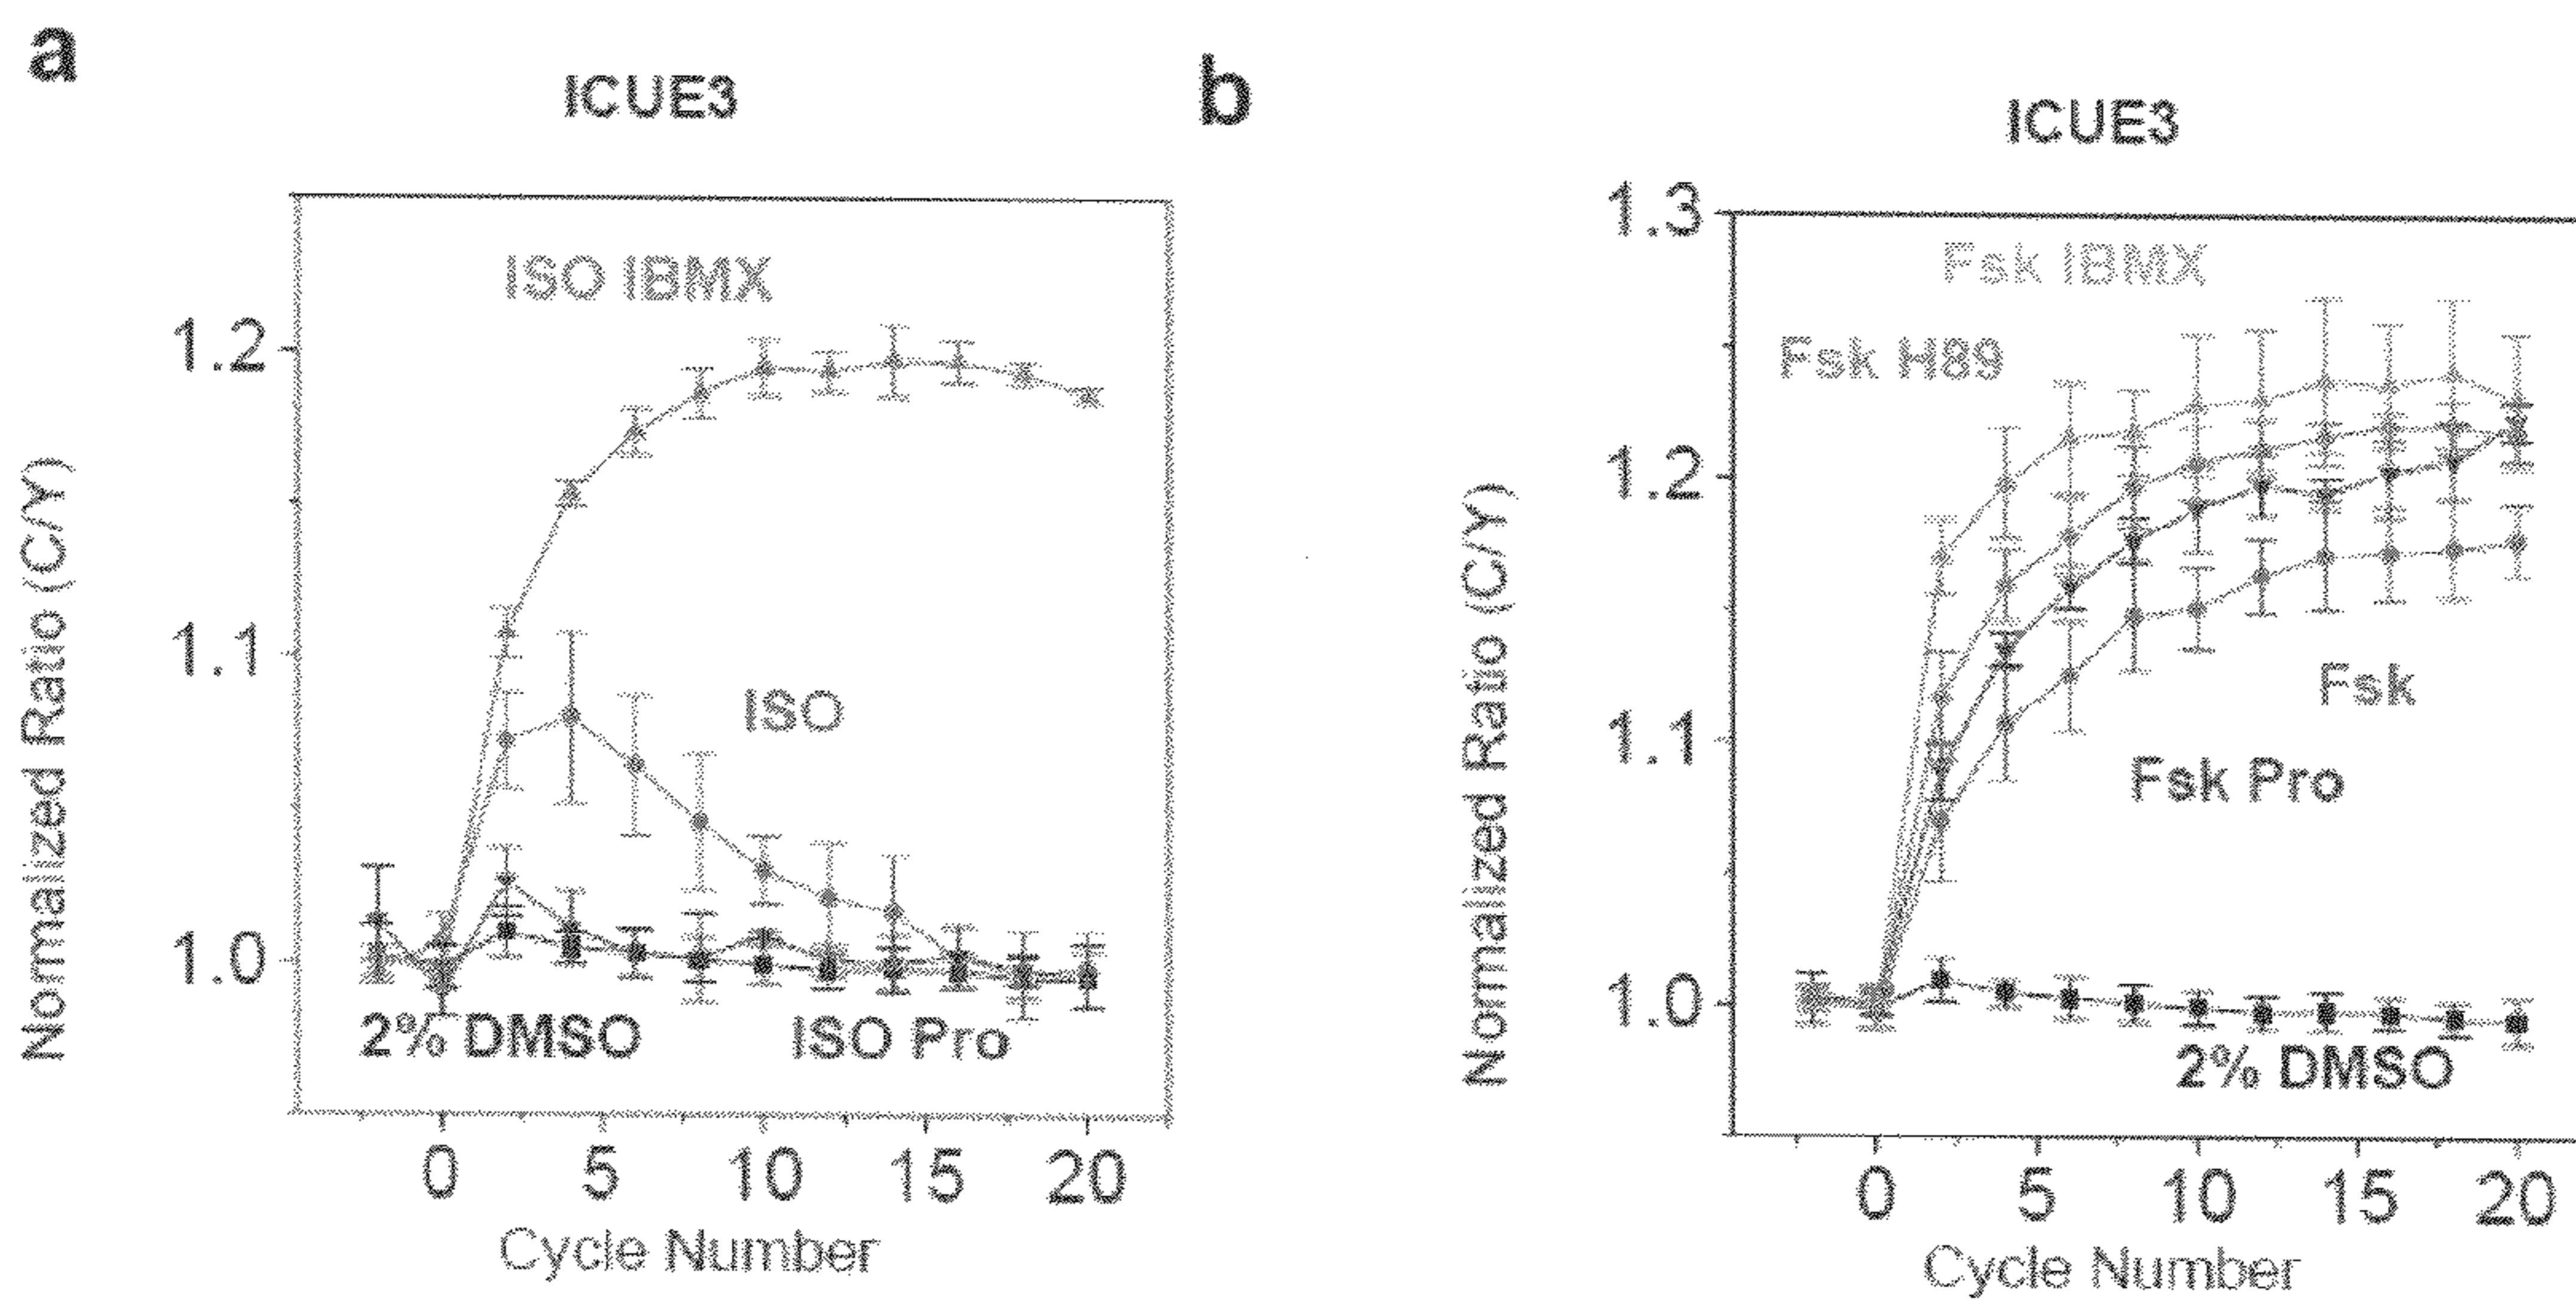 a
ICUE3
ISO IBMX
1.2
1.1
1.0
ISO
2% DMSO
ISO Pro
0 5 10 15 20
Cycle Number
Normalized Ratio (C/Y)
b
ICUE3
1.3
1.2
1.1
1.0
Fsk IBMX
Fsk H89
Fsk
Fsk Pro
2% DMSO
0 5 10 15 20
Cycle Number
Normalized Ratio (C/Y)